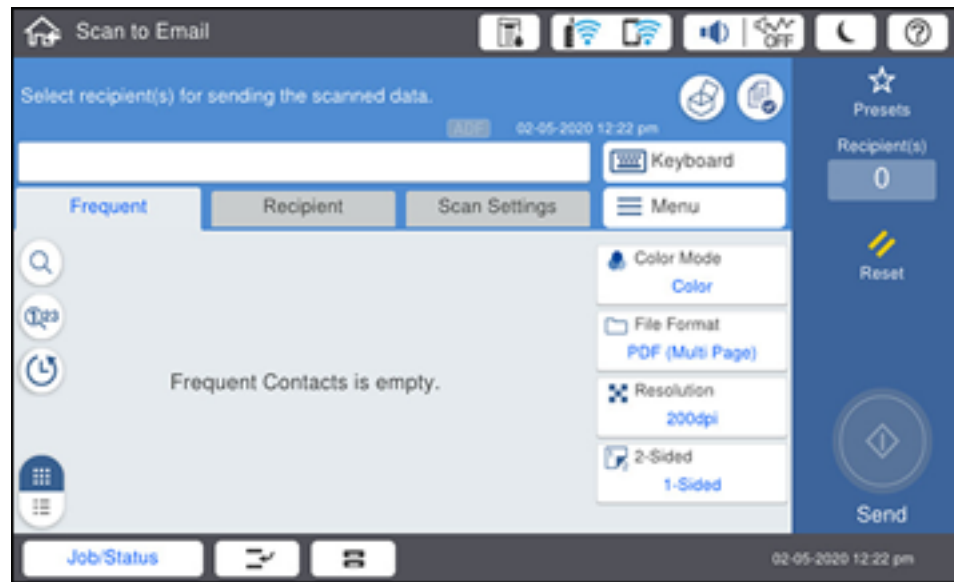 Scan to Email
OFF
Select recipient(s) for sending the scanned data.
ADF 02-05-2020 12:22 pm
Presets
Recipient(s)
0
Keyboard
Frequent Recipient Scan Settings Menu
Reset
Color Mode
Color
123
File Format
PDF (Multi Page)
Frequent Contacts is empty.
Resolution
200dpi
2-Sided
1-Sided
Send
Job/Status 02-05-2020 12:22 pm